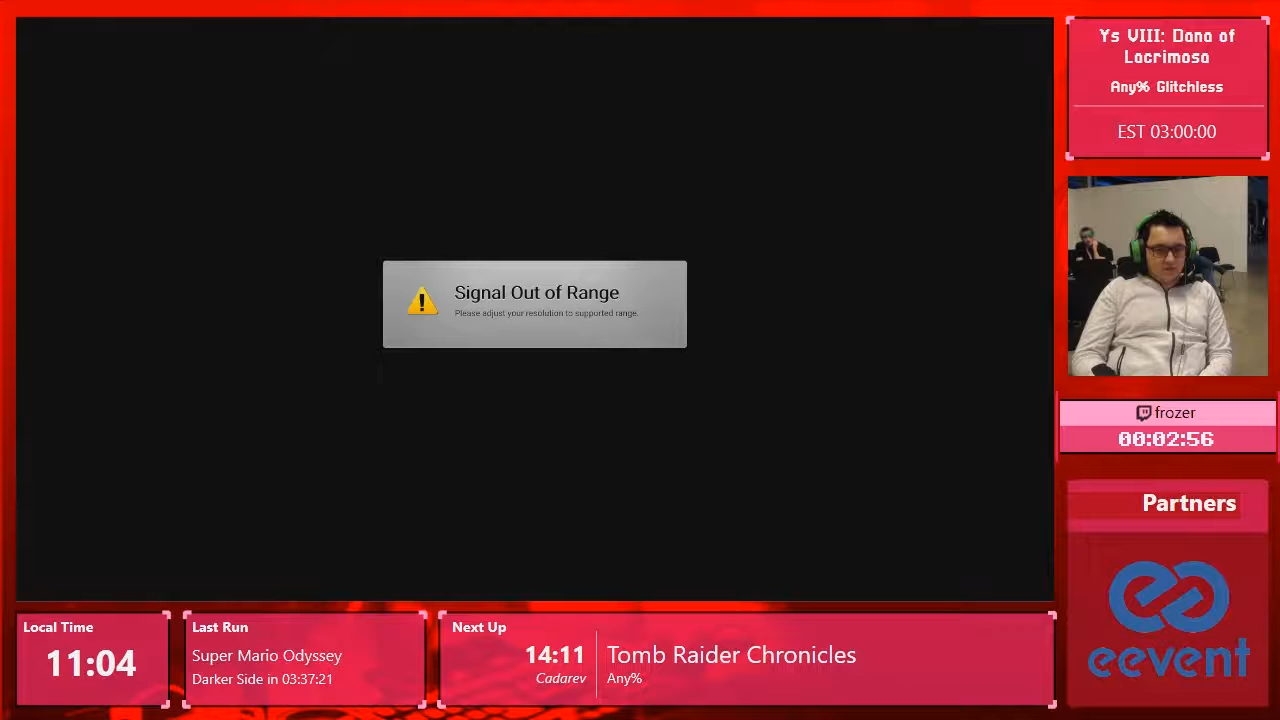 Signal Out of Range
Please adjust your resolution to supported range.
Ys VIII: Dana of
Lacrimosa
Any% Glitchless
EST 03:00:00
frozer
00:02:56
Partners
eevent
Local Time
11:04
Last Run
Super Mario Odyssey
Darker Side in 03:37:21
Next Up
14:11
Cadarev
Tomb Raider Chronicles
Any%